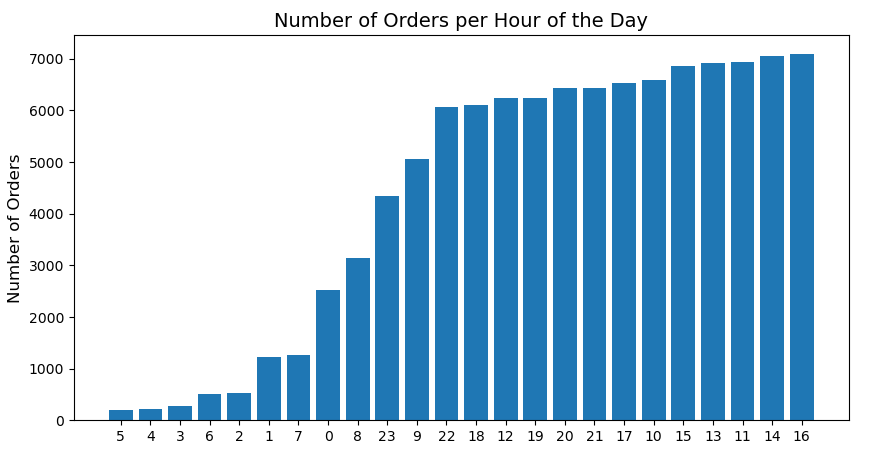 Number of Orders per Hour of the Day
Number of Orders
7000
6000
5000
4000
3000
2000
1000
0
5 4 3 6 2 1 7 0 8 23 9 22 18 12 19 20 21 17 10 15 13 11 14 16